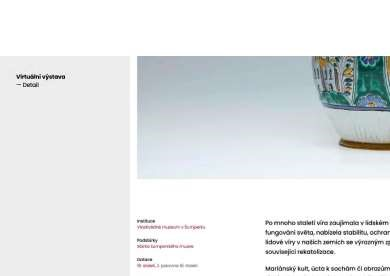 Virtuální výstava
— Detail
Instituce
Vlastivědné muzeum v Šumperku
Podsbírky
Sbírka šumperského muzea
Datace
19. století, 2. polovina 19. století
Po mnoho staletí víra zaujímala v lidském
fungování světa, nabízela stabilitu, ochran
lidové víry v našich zemích se výrazným zp
související rekatolizace.
Mariánský kult, úcta k sochám či obrazům